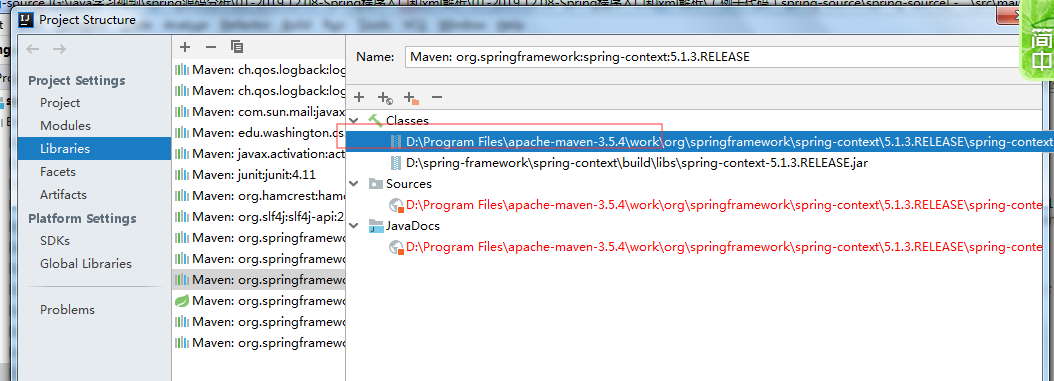 Project Structure
Project Settings
Project
Modules
Libraries
Facets
Artifacts
Platform Settings
SDKs
Global Libraries
Problems
Maven: ch.qos.logback:log
Maven: ch.qos.logback:log
Maven: com.sun.mail:javax
Maven: edu.washington.cs
Maven: javax.activation:act
Maven: junit:junit:4.11
Maven: org.hamcrest:hamc
Maven: org.slf4j:slf4j-api:2
Maven: org.springframewo
Maven: org.springframewo
Maven: org.springframewo
Maven: org.springframewo
Maven: org.springframewo
Maven: org.springframewo
Name: Maven: org.springframework:spring-context:5.1.3.RELEASE
Classes
D:\Program Files\apache-maven-3.5.4\work\org\springframework\spring-context\5.1.3.RELEASE\spring-context
D:\spring-framework\spring-context\build\libs\spring-context-5.1.3.RELEASE.jar
Sources
D:\Program Files\apache-maven-3.5.4\work\org\springframework\spring-context\5.1.3.RELEASE\spring-conte
JavaDocs
D:\Program Files\apache-maven-3.5.4\work\org\springframework\spring-context\5.1.3.RELEASE\spring-conte
简
中